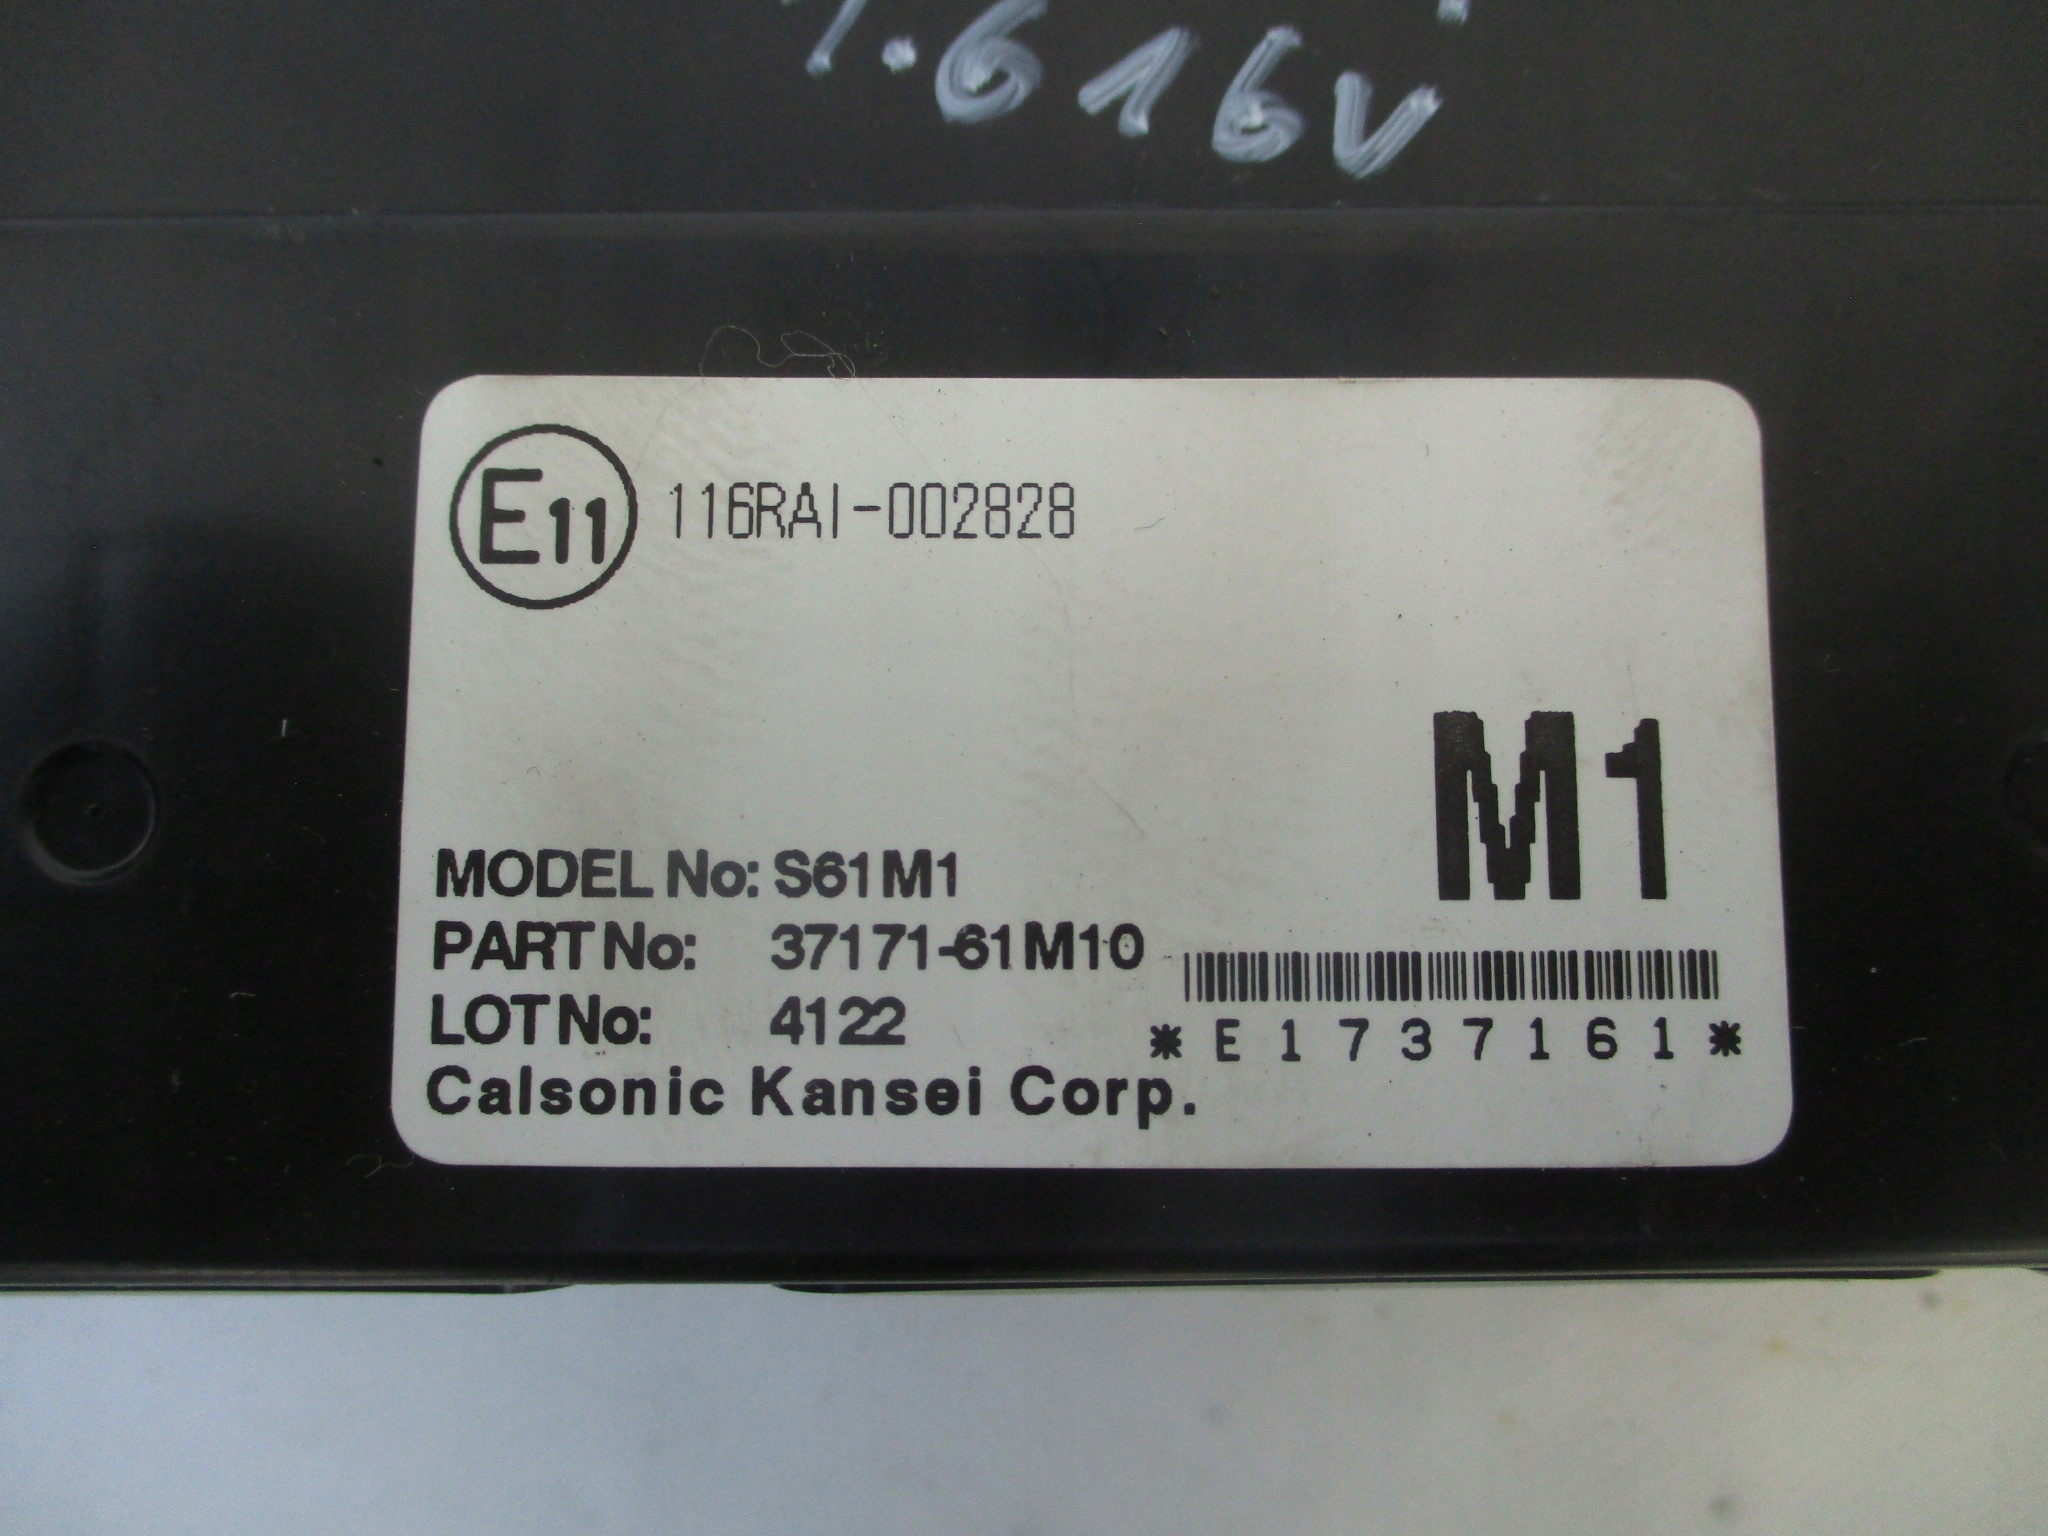 1.6 16V
E11 116RAI-002828
M1
MODEL No: S61M1
PART No: 37171-61M10
LOT No: 4122
*E1737161*
Calsonic Kansei Corp.